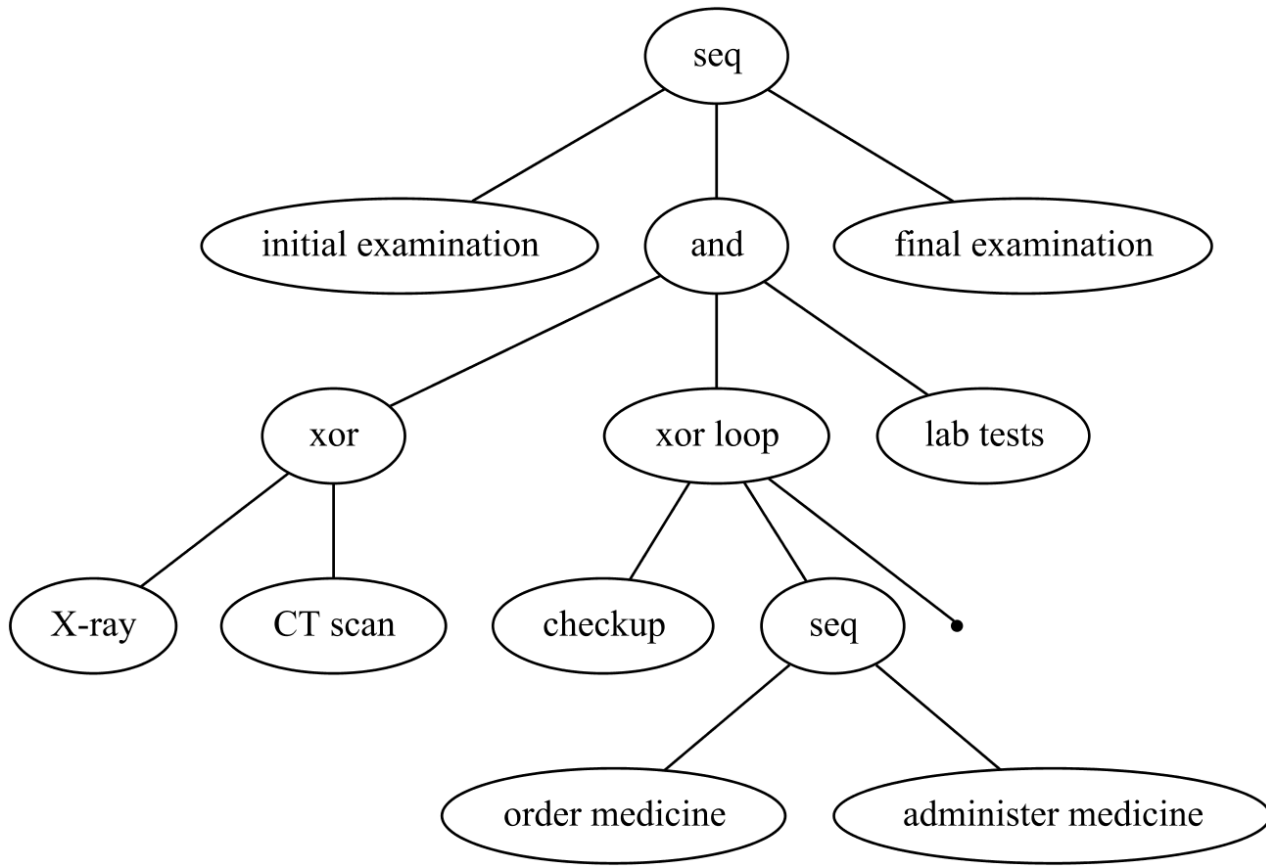 seq
initial examination
and
final examination
xor
xor loop
lab tests
X-ray
CT scan
checkup
seq
order medicine
administer medicine